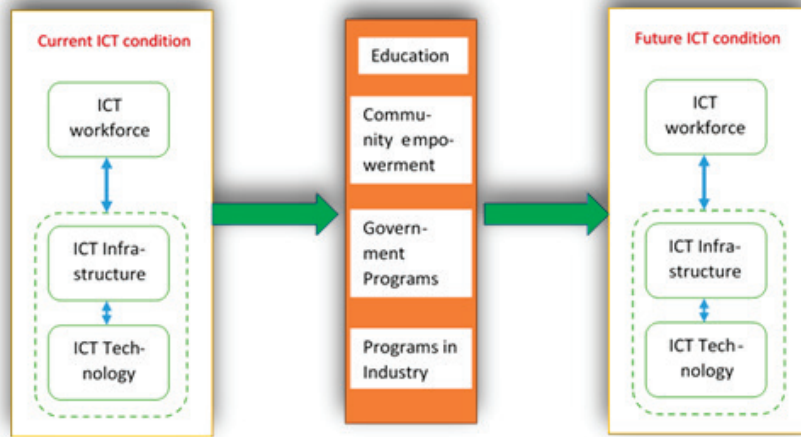 Current ICT condition
ICT
workforce
ICT Infra-
structure
ICT Tech-
nology
Education
Commu-
nity empo-
werment
Govern-
ment
Programs
Programs in
Industry
Future ICT condition
ICT
workforce
ICT Infra-
structure
ICT Tech-
nology